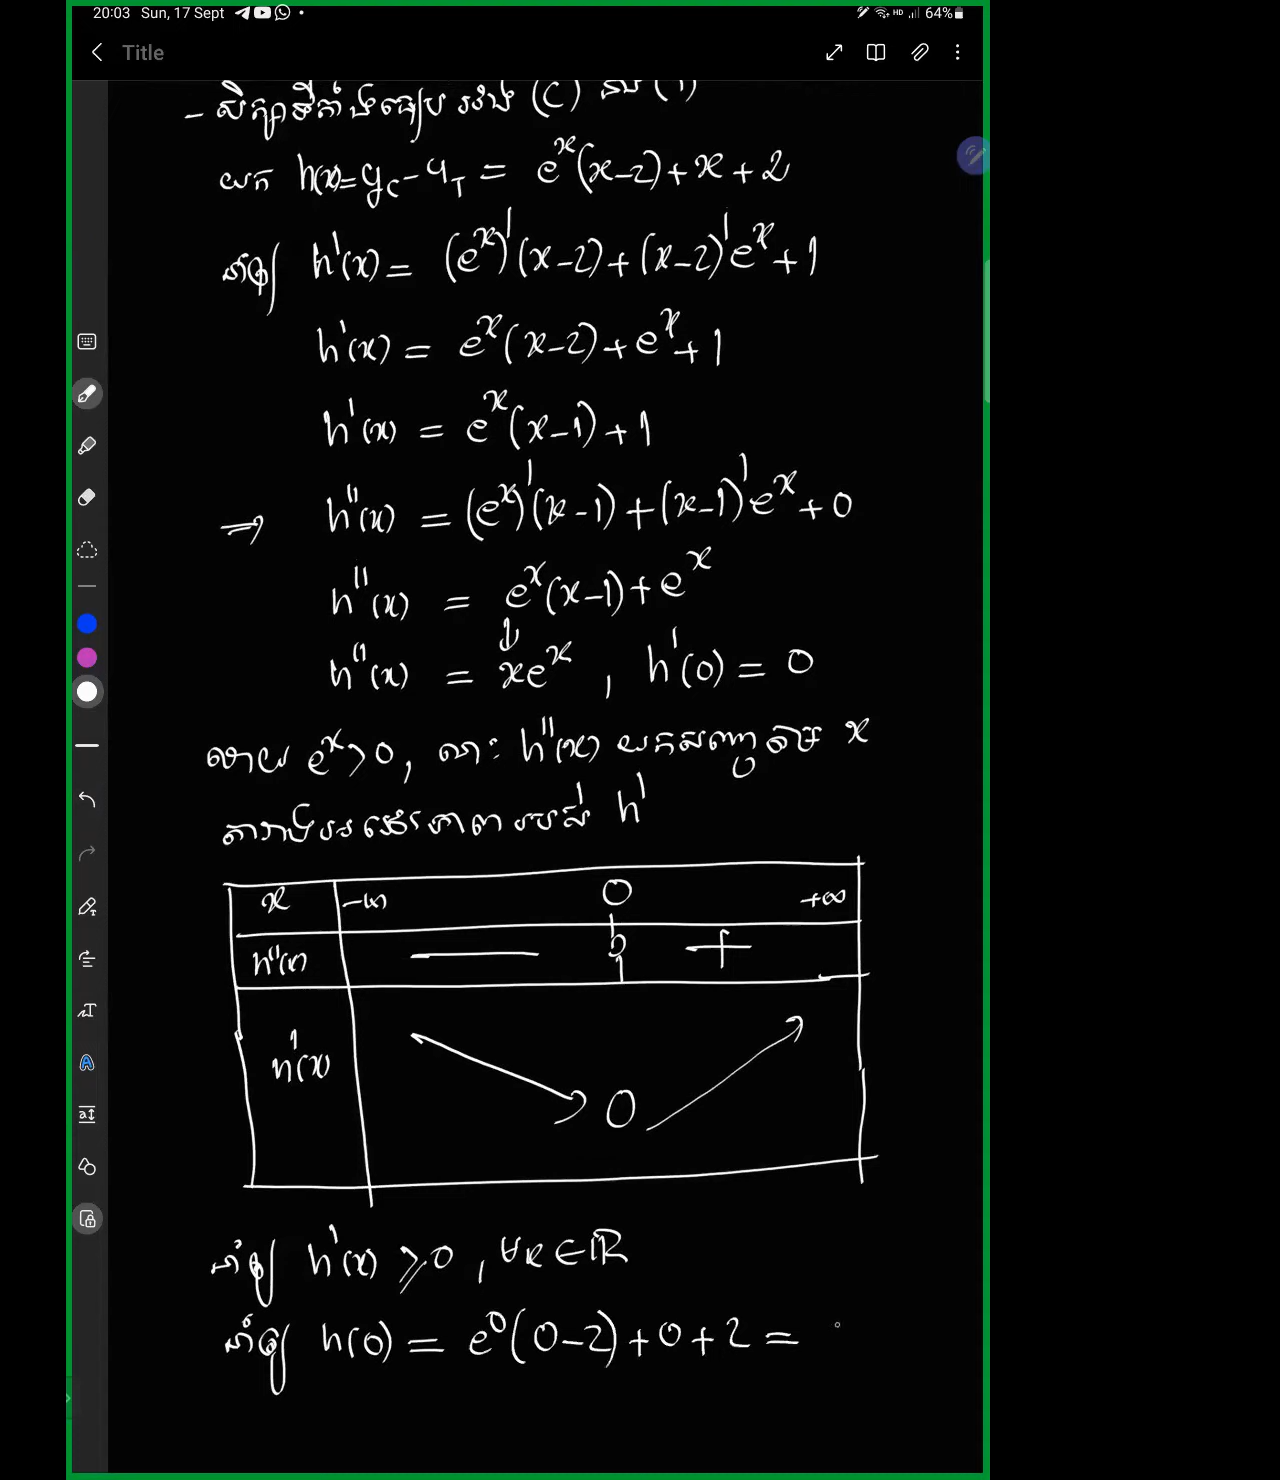 20:03 Sun, 17 Sept
HD 64%
Title
- សិក្សាទីតាំងធៀប រវាង (C) និង (T)
យក h(x)=y_C-y_T = e^x(x-2)+x+2
នាំឲ្យ h'(x)= (e^x)'(x-2)+(x-2)'e^x+1
h'(x) = e^x(x-2)+e^x+1
h'(x) = e^x(x-1)+1
⇒ h''(x) = (e^x)'(x-1)+(x-1)'e^x+0
h''(x) = e^x(x-1)+e^x
h''(x) = xe^x , h'(0) = 0
ដោយ e^x>0, នោះ h''(x) យកសញ្ញាតាម x
តារាងអថេរភាព របស់ h'
x -∞ 0 +∞
h''(x) — 0 +
h'(x) 0
នាំឲ្យ h'(x) ⩾0 , ∀x∈ℝ
នាំឲ្យ h(0) = e^0(0-2)+0+2 =